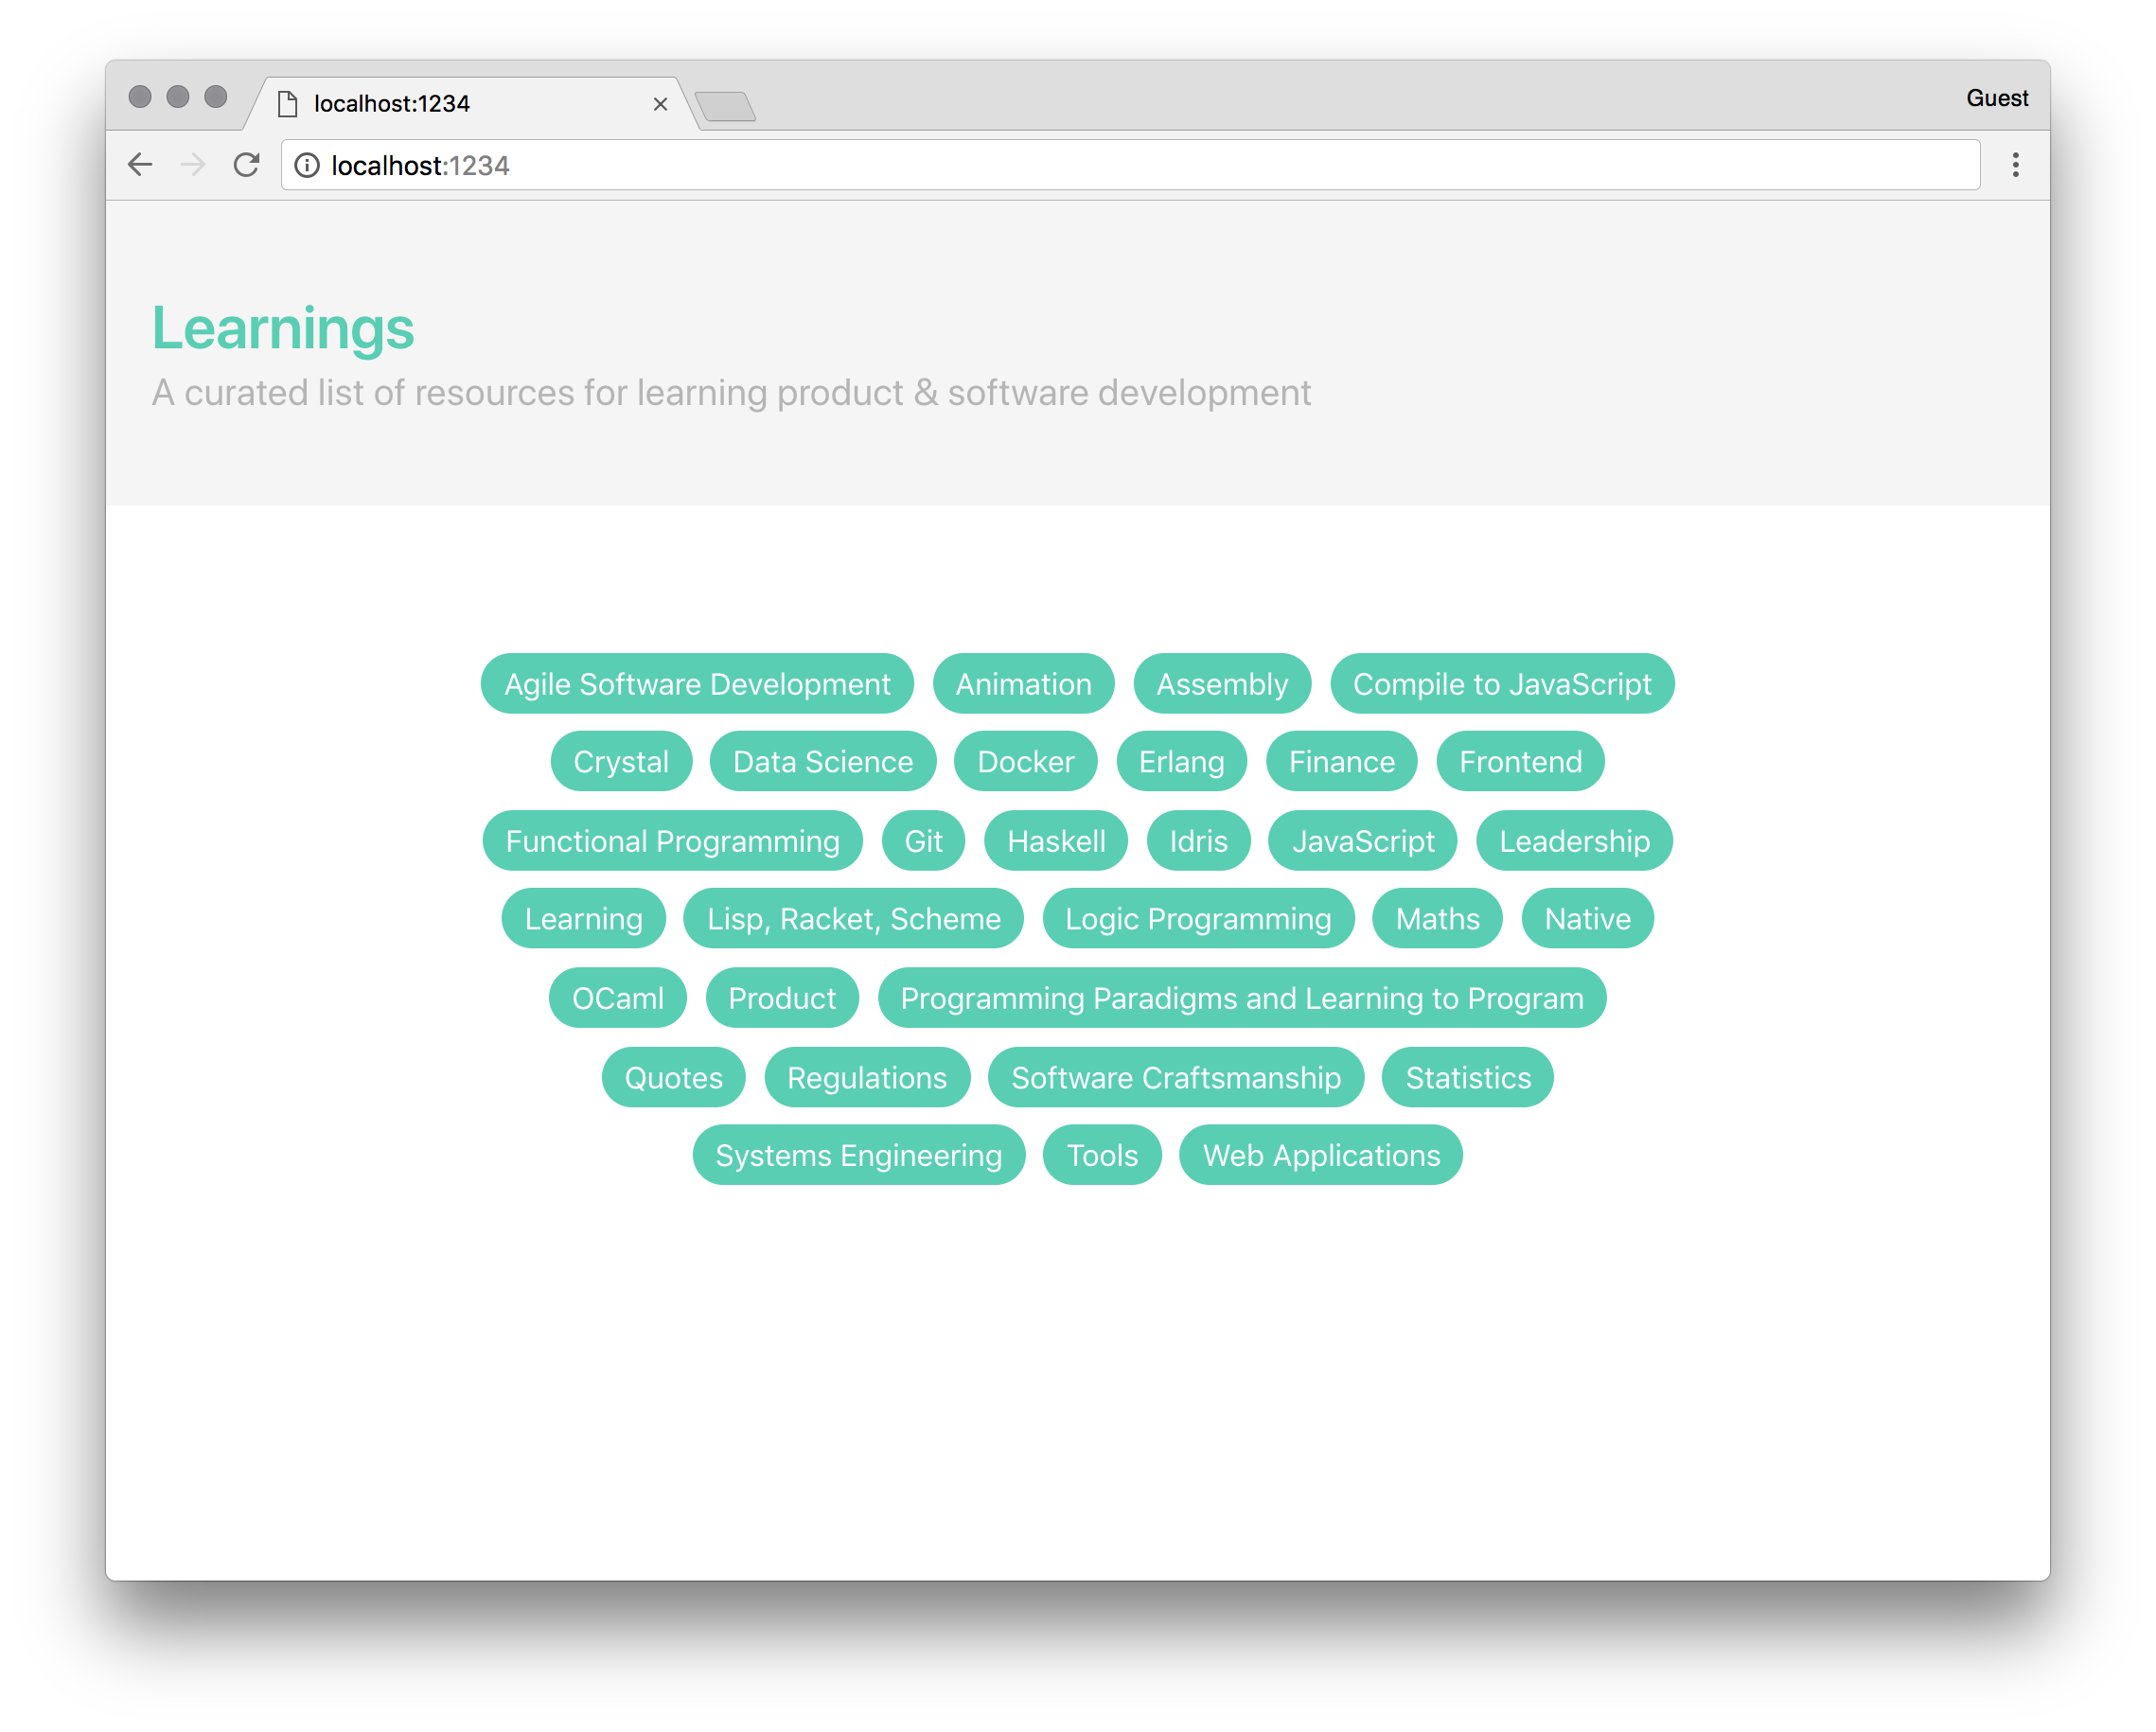 localhost:1234
Guest
localhost:1234
Learnings
A curated list of resources for learning product & software development
Agile Software Development Animation Assembly Compile to JavaScript
Crystal Data Science Docker Erlang Finance Frontend
Functional Programming Git Haskell Idris JavaScript Leadership
Learning Lisp, Racket, Scheme Logic Programming Maths Native
OCaml Product Programming Paradigms and Learning to Program
Quotes Regulations Software Craftsmanship Statistics
Systems Engineering Tools Web Applications